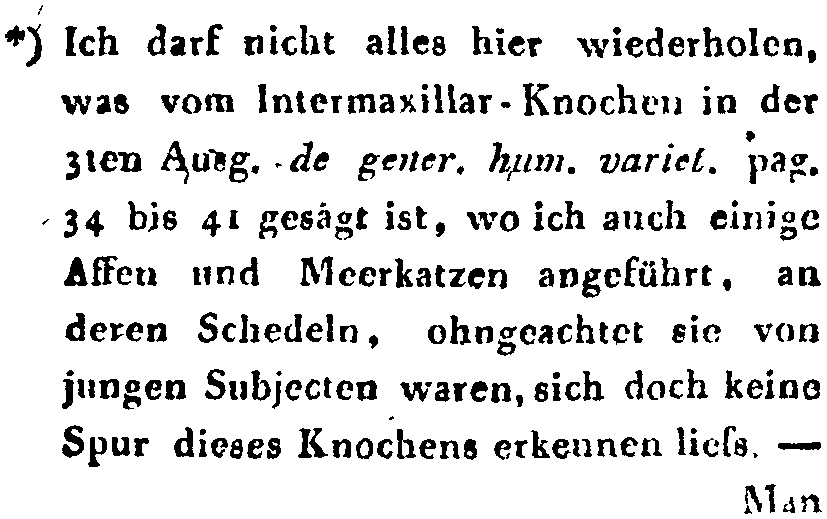 *) Ich darf nicht alles hier wiederholen,
was vom Intermaxillar-Knochen in der
3ten Ausg. de gener. hum. variet. pag.
34 bis 41 gesagt ist, wo ich auch einige
Affen und Meerkatzen angeführt, an
deren Schedeln, ohngeachtet sie von
jungen Subjecten waren, sich doch keine
Spur dieses Knochens erkennen lieſs. —
Man